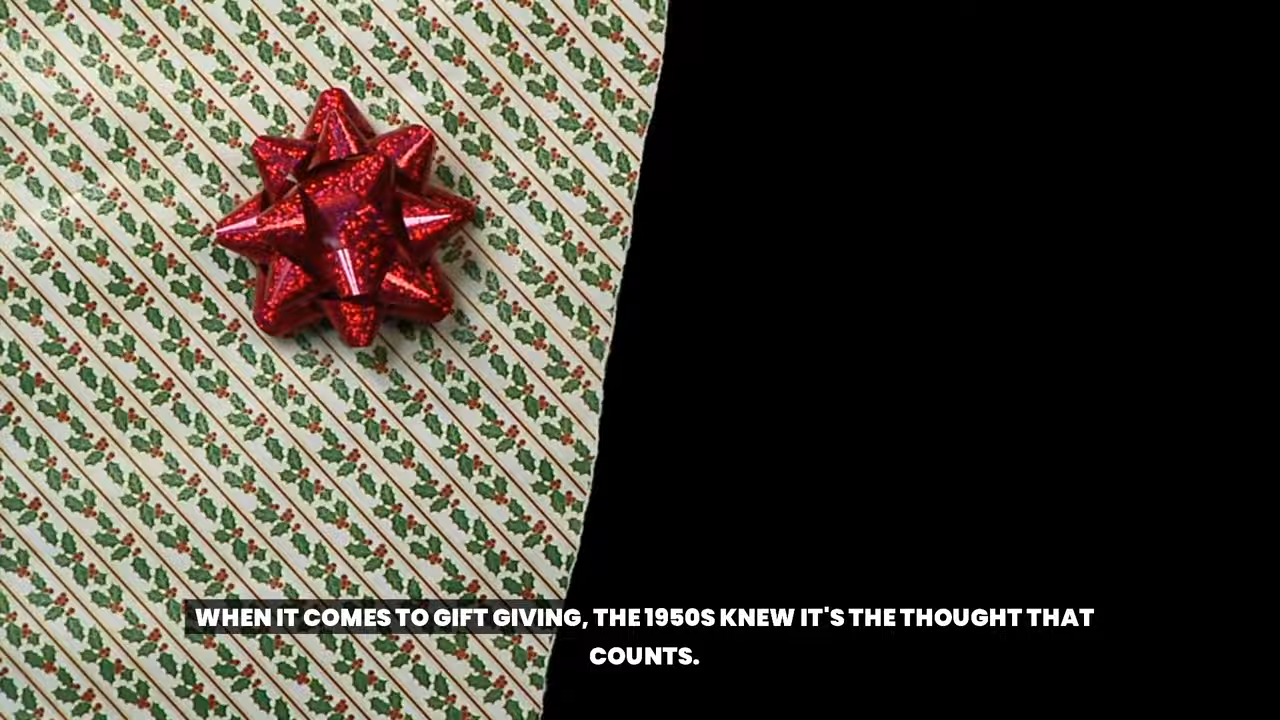 WHEN IT COMES TO GIFT GIVING, THE 1950S KNEW IT'S THE THOUGHT THAT
COUNTS.